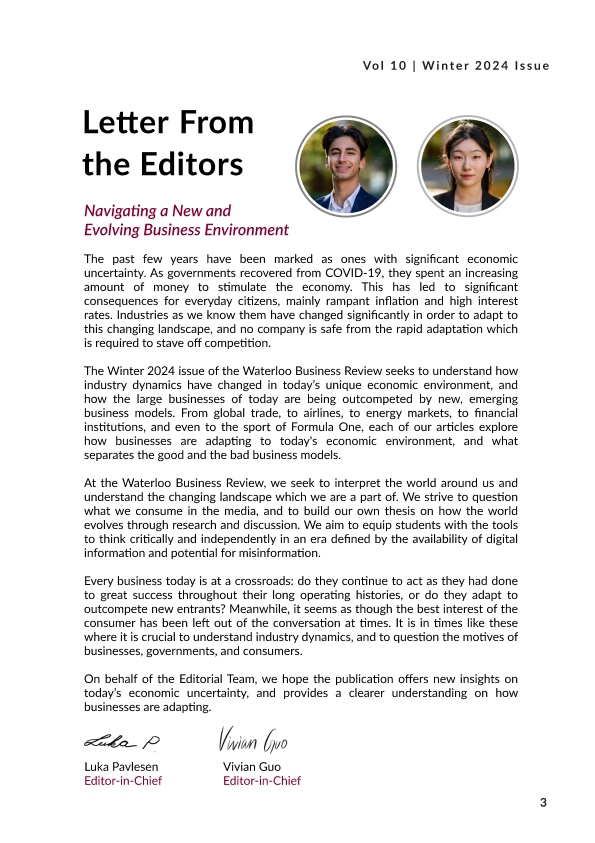 Vol 10 | Winter 2024 Issue
Letter From
the Editors
Navigating a New and
Evolving Business Environment
The past few years have been marked as ones with significant economic
uncertainty. As governments recovered from COVID-19, they spent an increasing
amount of money to stimulate the economy. This has led to significant
consequences for everyday citizens, mainly rampant inflation and high interest
rates. Industries as we know them have changed significantly in order to adapt to
this changing landscape, and no company is safe from the rapid adaptation which
is required to stave off competition.
The Winter 2024 issue of the Waterloo Business Review seeks to understand how
industry dynamics have changed in today’s unique economic environment, and
how the large businesses of today are being outcompeted by new, emerging
business models. From global trade, to airlines, to energy markets, to financial
institutions, and even to the sport of Formula One, each of our articles explore
how businesses are adapting to today's economic environment, and what
separates the good and the bad business models.
At the Waterloo Business Review, we seek to interpret the world around us and
understand the changing landscape which we are a part of. We strive to question
what we consume in the media, and to build our own thesis on how the world
evolves through research and discussion. We aim to equip students with the tools
to think critically and independently in an era defined by the availability of digital
information and potential for misinformation.
Every business today is at a crossroads: do they continue to act as they had done
to great success throughout their long operating histories, or do they adapt to
outcompete new entrants? Meanwhile, it seems as though the best interest of the
consumer has been left out of the conversation at times. It is in times like these
where it is crucial to understand industry dynamics, and to question the motives of
businesses, governments, and consumers.
On behalf of the Editorial Team, we hope the publication offers new insights on
today’s economic uncertainty, and provides a clearer understanding on how
businesses are adapting.
Luka P. Vivian Guo
Luka Pavlesen Vivian Guo
Editor-in-Chief Editor-in-Chief
3